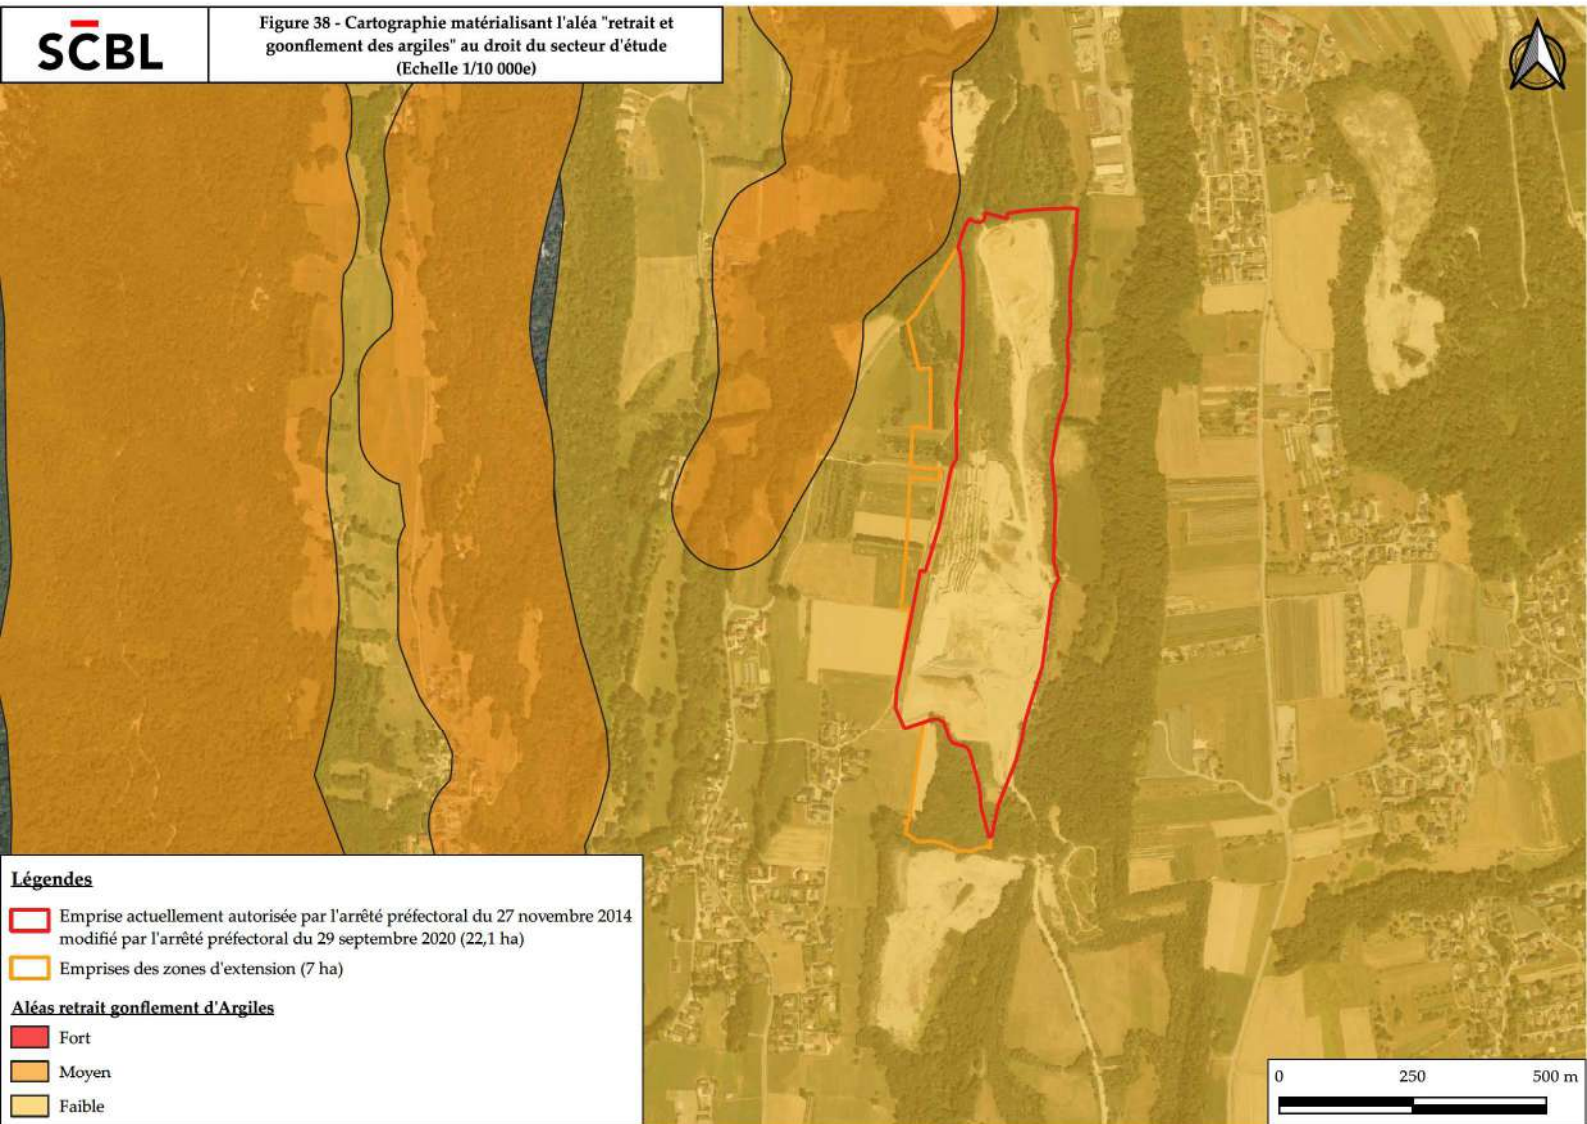 SCBL
Figure 38 - Cartographie matérialisant l'aléa "retrait et
goonflement des argiles" au droit du secteur d'étude
(Echelle 1/10 000e)
Légendes
Emprise actuellement autorisée par l'arrêté préfectoral du 27 novembre 2014
modifié par l'arrêté préfectoral du 29 septembre 2020 (22,1 ha)
Emprises des zones d'extension (7 ha)
Aléas retrait gonflement d'Argiles
Fort
Moyen
Faible
0 250 500 m